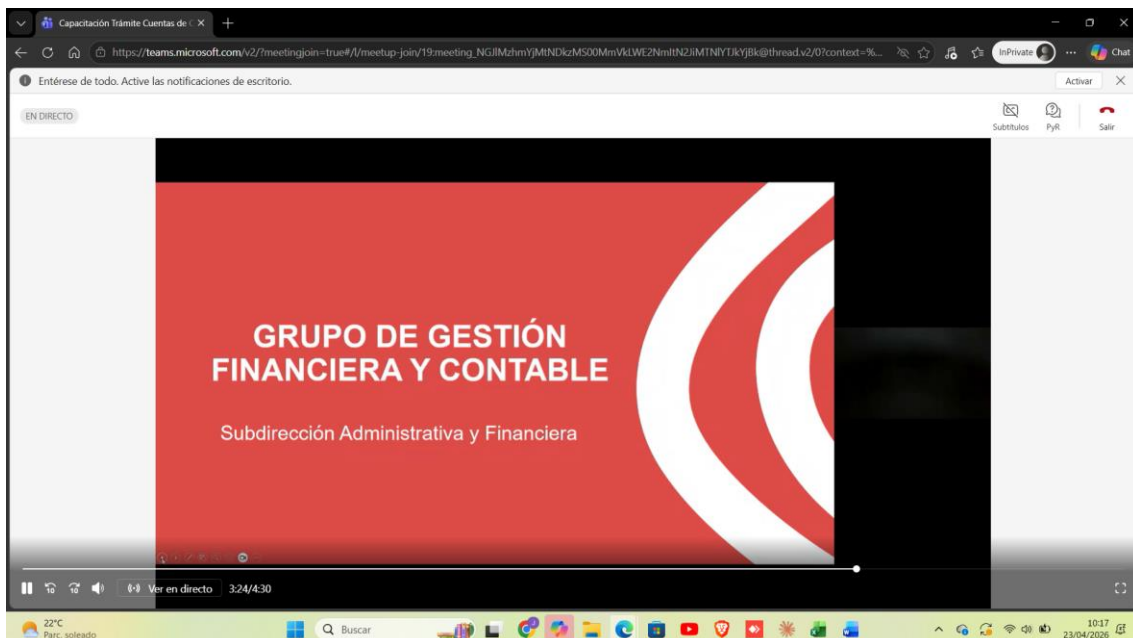 Capacitación Trámite Cuentas de C
https://teams.microsoft.com/v2/?meetingjoin=true#/l/meetup-join/19:meeting_NGJlMzhmYjMtNDkzMS00MmVkLWE2NmItN2JiMTNlYTJkYjBk@thread.v2/0?context=%...
InPrivate
Chat
Entérese de todo. Active las notificaciones de escritorio.
Activar
EN DIRECTO
Subtítulos
PyR
Salir
GRUPO DE GESTIÓN
FINANCIERA Y CONTABLE
Subdirección Administrativa y Financiera
10
10
Ver en directo
3:24/4:30
22°C
Parc. soleado
Buscar
10:17
23/04/2026